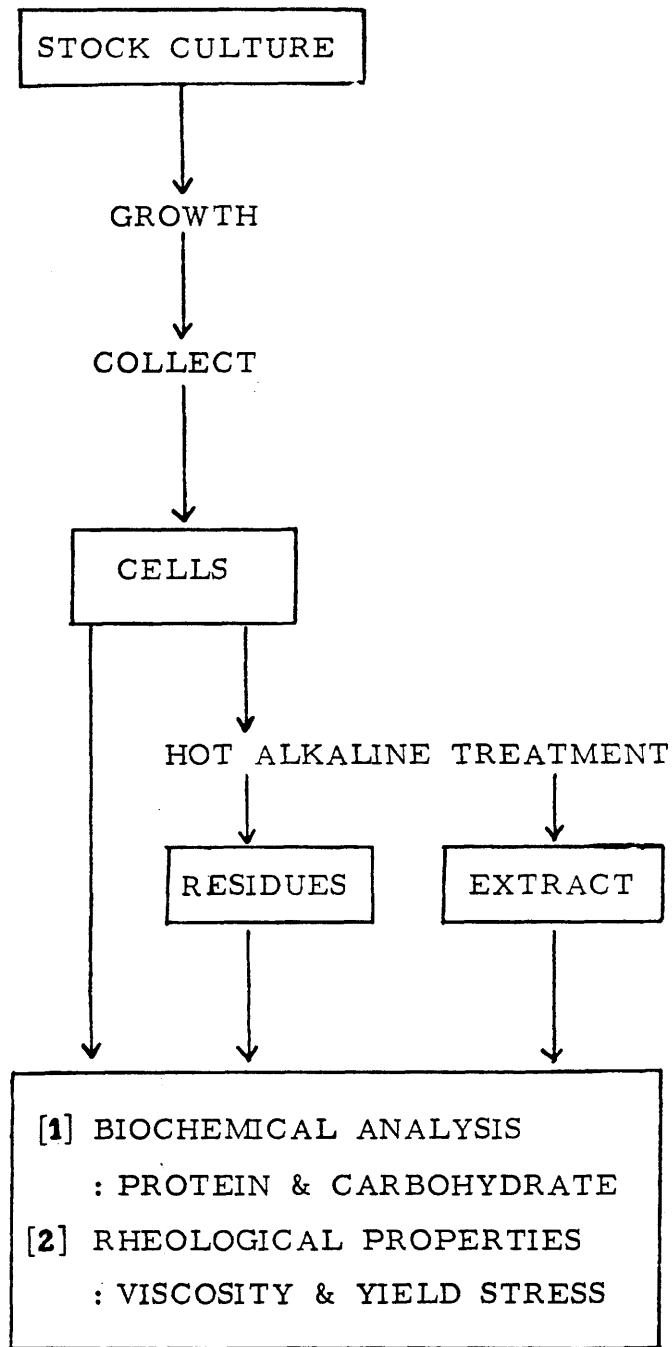 STOCK CULTURE
GROWTH
COLLECT
CELLS
HOT ALKALINE TREATMENT
RESIDUES
EXTRACT
[1] BIOCHEMICAL ANALYSIS
: PROTEIN & CARBOHYDRATE
[2] RHEOLOGICAL PROPERTIES
: VISCOSITY & YIELD STRESS